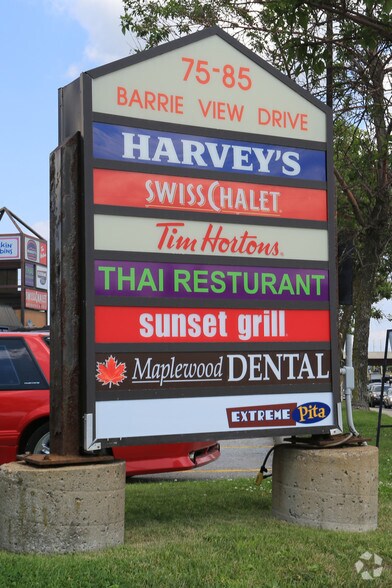 75-85
BARRIE VIEW DRIVE
HARVEY'S
SWISS CHALET
Tim Hortons.
THAI RESTURANT
sunset grill
Maplewood DENTAL
EXTREME Pita